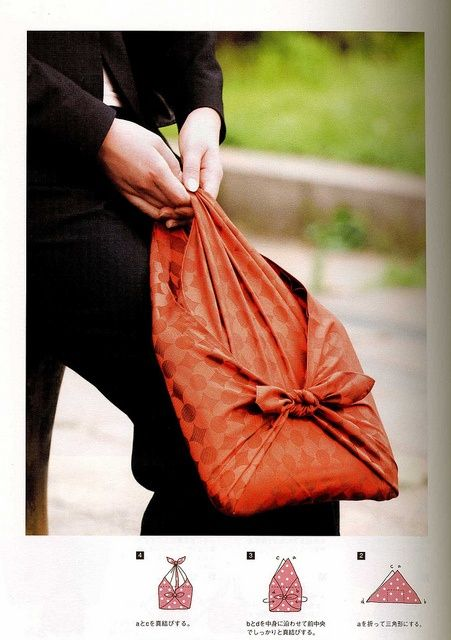 2
c a
d b
aを折って三角形にする。
3
c a
bとdを中身に沿わせて前中央
でしっかりと真結びする。
4
aとcを真結びする。